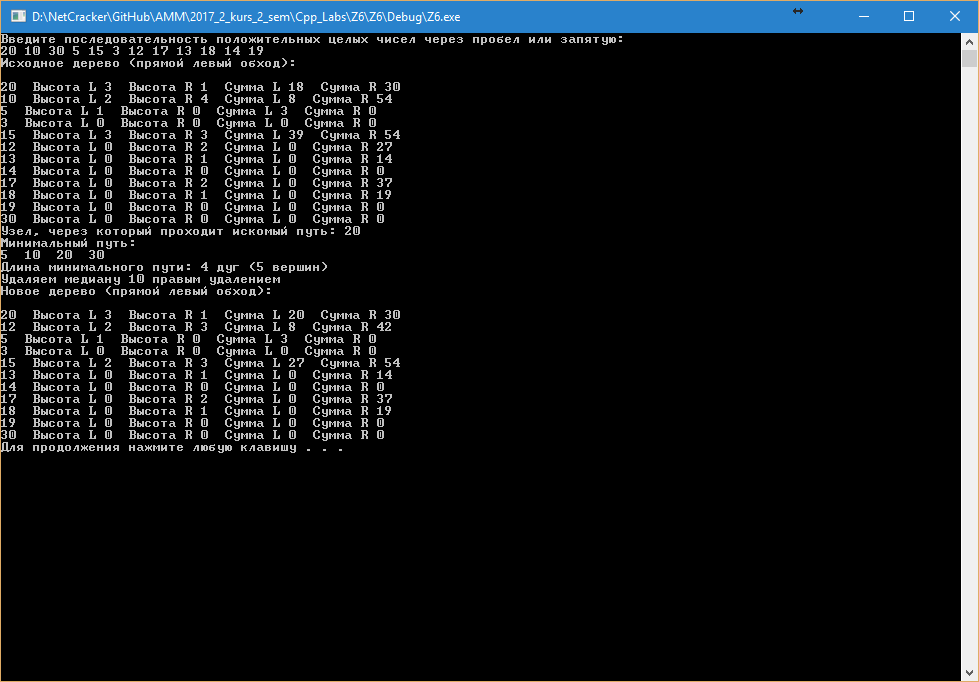 D:\NetCracker\GitHub\AMM\2017_2_kurs_2_sem\Cpp_Labs\Z6\Z6\Debug\Z6.exe
Введите последовательность положительных целых чисел через пробел или запятую:
20 10 30 5 15 3 12 17 13 18 14 19
Исходное дерево (прямой левый обход):
20  Высота L 3  Высота R 1  Сумма L 18  Сумма R 30
10  Высота L 2  Высота R 4  Сумма L 8  Сумма R 54
5  Высота L 1  Высота R 0  Сумма L 3  Сумма R 0
3  Высота L 0  Высота R 0  Сумма L 0  Сумма R 0
15  Высота L 3  Высота R 3  Сумма L 39  Сумма R 54
12  Высота L 0  Высота R 2  Сумма L 0  Сумма R 27
13  Высота L 0  Высота R 1  Сумма L 0  Сумма R 14
14  Высота L 0  Высота R 0  Сумма L 0  Сумма R 0
17  Высота L 0  Высота R 2  Сумма L 0  Сумма R 37
18  Высота L 0  Высота R 1  Сумма L 0  Сумма R 19
19  Высота L 0  Высота R 0  Сумма L 0  Сумма R 0
30  Высота L 0  Высота R 0  Сумма L 0  Сумма R 0
Узел, через который проходит искомый путь: 20
Минимальный путь:
5  10  20  30
Длина минимального пути: 4 дуг (5 вершин)
Удаляем медиану 10 правым удалением
Новое дерево (прямой левый обход):
20  Высота L 3  Высота R 1  Сумма L 20  Сумма R 30
12  Высота L 2  Высота R 3  Сумма L 8  Сумма R 42
5  Высота L 1  Высота R 0  Сумма L 3  Сумма R 0
3  Высота L 0  Высота R 0  Сумма L 0  Сумма R 0
15  Высота L 2  Высота R 3  Сумма L 27  Сумма R 54
13  Высота L 0  Высота R 1  Сумма L 0  Сумма R 14
14  Высота L 0  Высота R 0  Сумма L 0  Сумма R 0
17  Высота L 0  Высота R 2  Сумма L 0  Сумма R 37
18  Высота L 0  Высота R 1  Сумма L 0  Сумма R 19
19  Высота L 0  Высота R 0  Сумма L 0  Сумма R 0
30  Высота L 0  Высота R 0  Сумма L 0  Сумма R 0
Для продолжения нажмите любую клавишу . . .